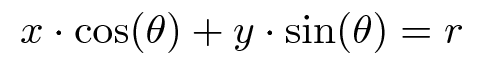 x · cos(θ) + y · sin(θ) = r